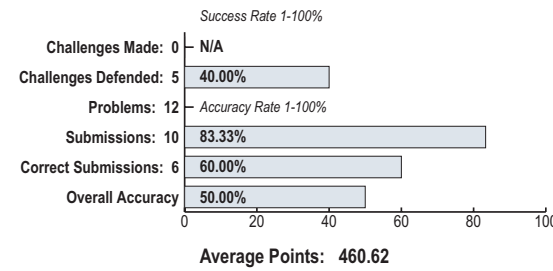 Success Rate 1-100%
Challenges Made: 0 N/A
Challenges Defended: 5 40.00%
Problems: 12 Accuracy Rate 1-100%
Submissions: 10 83.33%
Correct Submissions: 6 60.00%
Overall Accuracy 50.00%
0 20 40 60 80 100
Average Points: 460.62